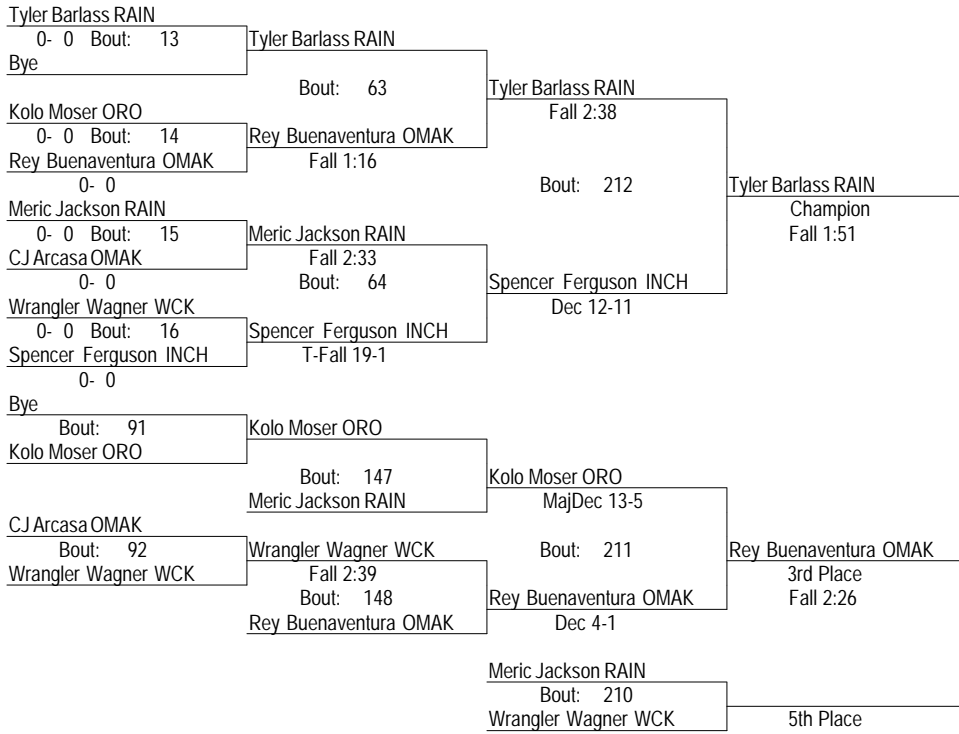 Tyler Barlass RAIN
0- 0 Bout: 13
Tyler Barlass RAIN
Bye
Bout: 63
Tyler Barlass RAIN
Kolo Moser ORO
Fall 2:38
0- 0 Bout: 14
Rey Buenaventura OMAK
Rey Buenaventura OMAK
Fall 1:16
0- 0
Bout: 212
Tyler Barlass RAIN
Meric Jackson RAIN
Champion
0- 0 Bout: 15
Meric Jackson RAIN
Fall 1:51
CJ Arcasa OMAK
Fall 2:33
0- 0
Bout: 64
Spencer Ferguson INCH
Wrangler Wagner WCK
Dec 12-11
0- 0 Bout: 16
Spencer Ferguson INCH
Spencer Ferguson INCH
T-Fall 19-1
0- 0
Bye
Bout: 91
Kolo Moser ORO
Kolo Moser ORO
Bout: 147
Kolo Moser ORO
Meric Jackson RAIN
MajDec 13-5
CJ Arcasa OMAK
Bout: 92
Wrangler Wagner WCK
Bout: 211
Rey Buenaventura OMAK
Wrangler Wagner WCK
Fall 2:39
3rd Place
Bout: 148
Rey Buenaventura OMAK
Fall 2:26
Rey Buenaventura OMAK
Dec 4-1
Meric Jackson RAIN
Bout: 210
Wrangler Wagner WCK
5th Place